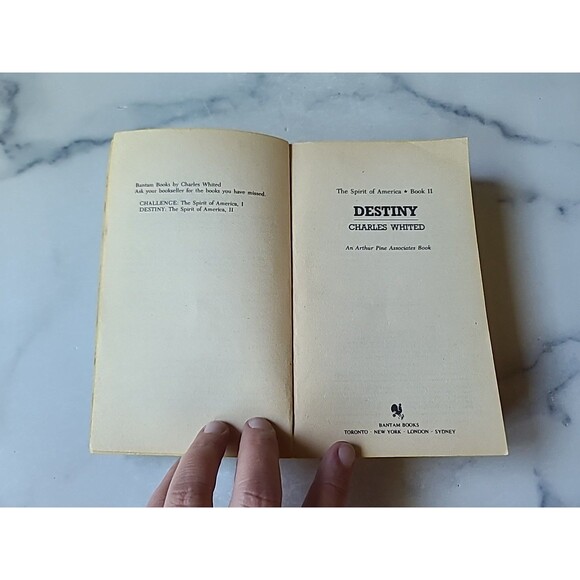 Bantam Books by Charles Whited
Ask your bookseller for the books you have missed.
CHALLENGE: The Spirit of America, I
DESTINY: The Spirit of America, II
The Spirit of America • Book II
DESTINY
CHARLES WHITED
An Arthur Pine Associates Book
BANTAM BOOKS
TORONTO · NEW YORK · LONDON · SYDNEY